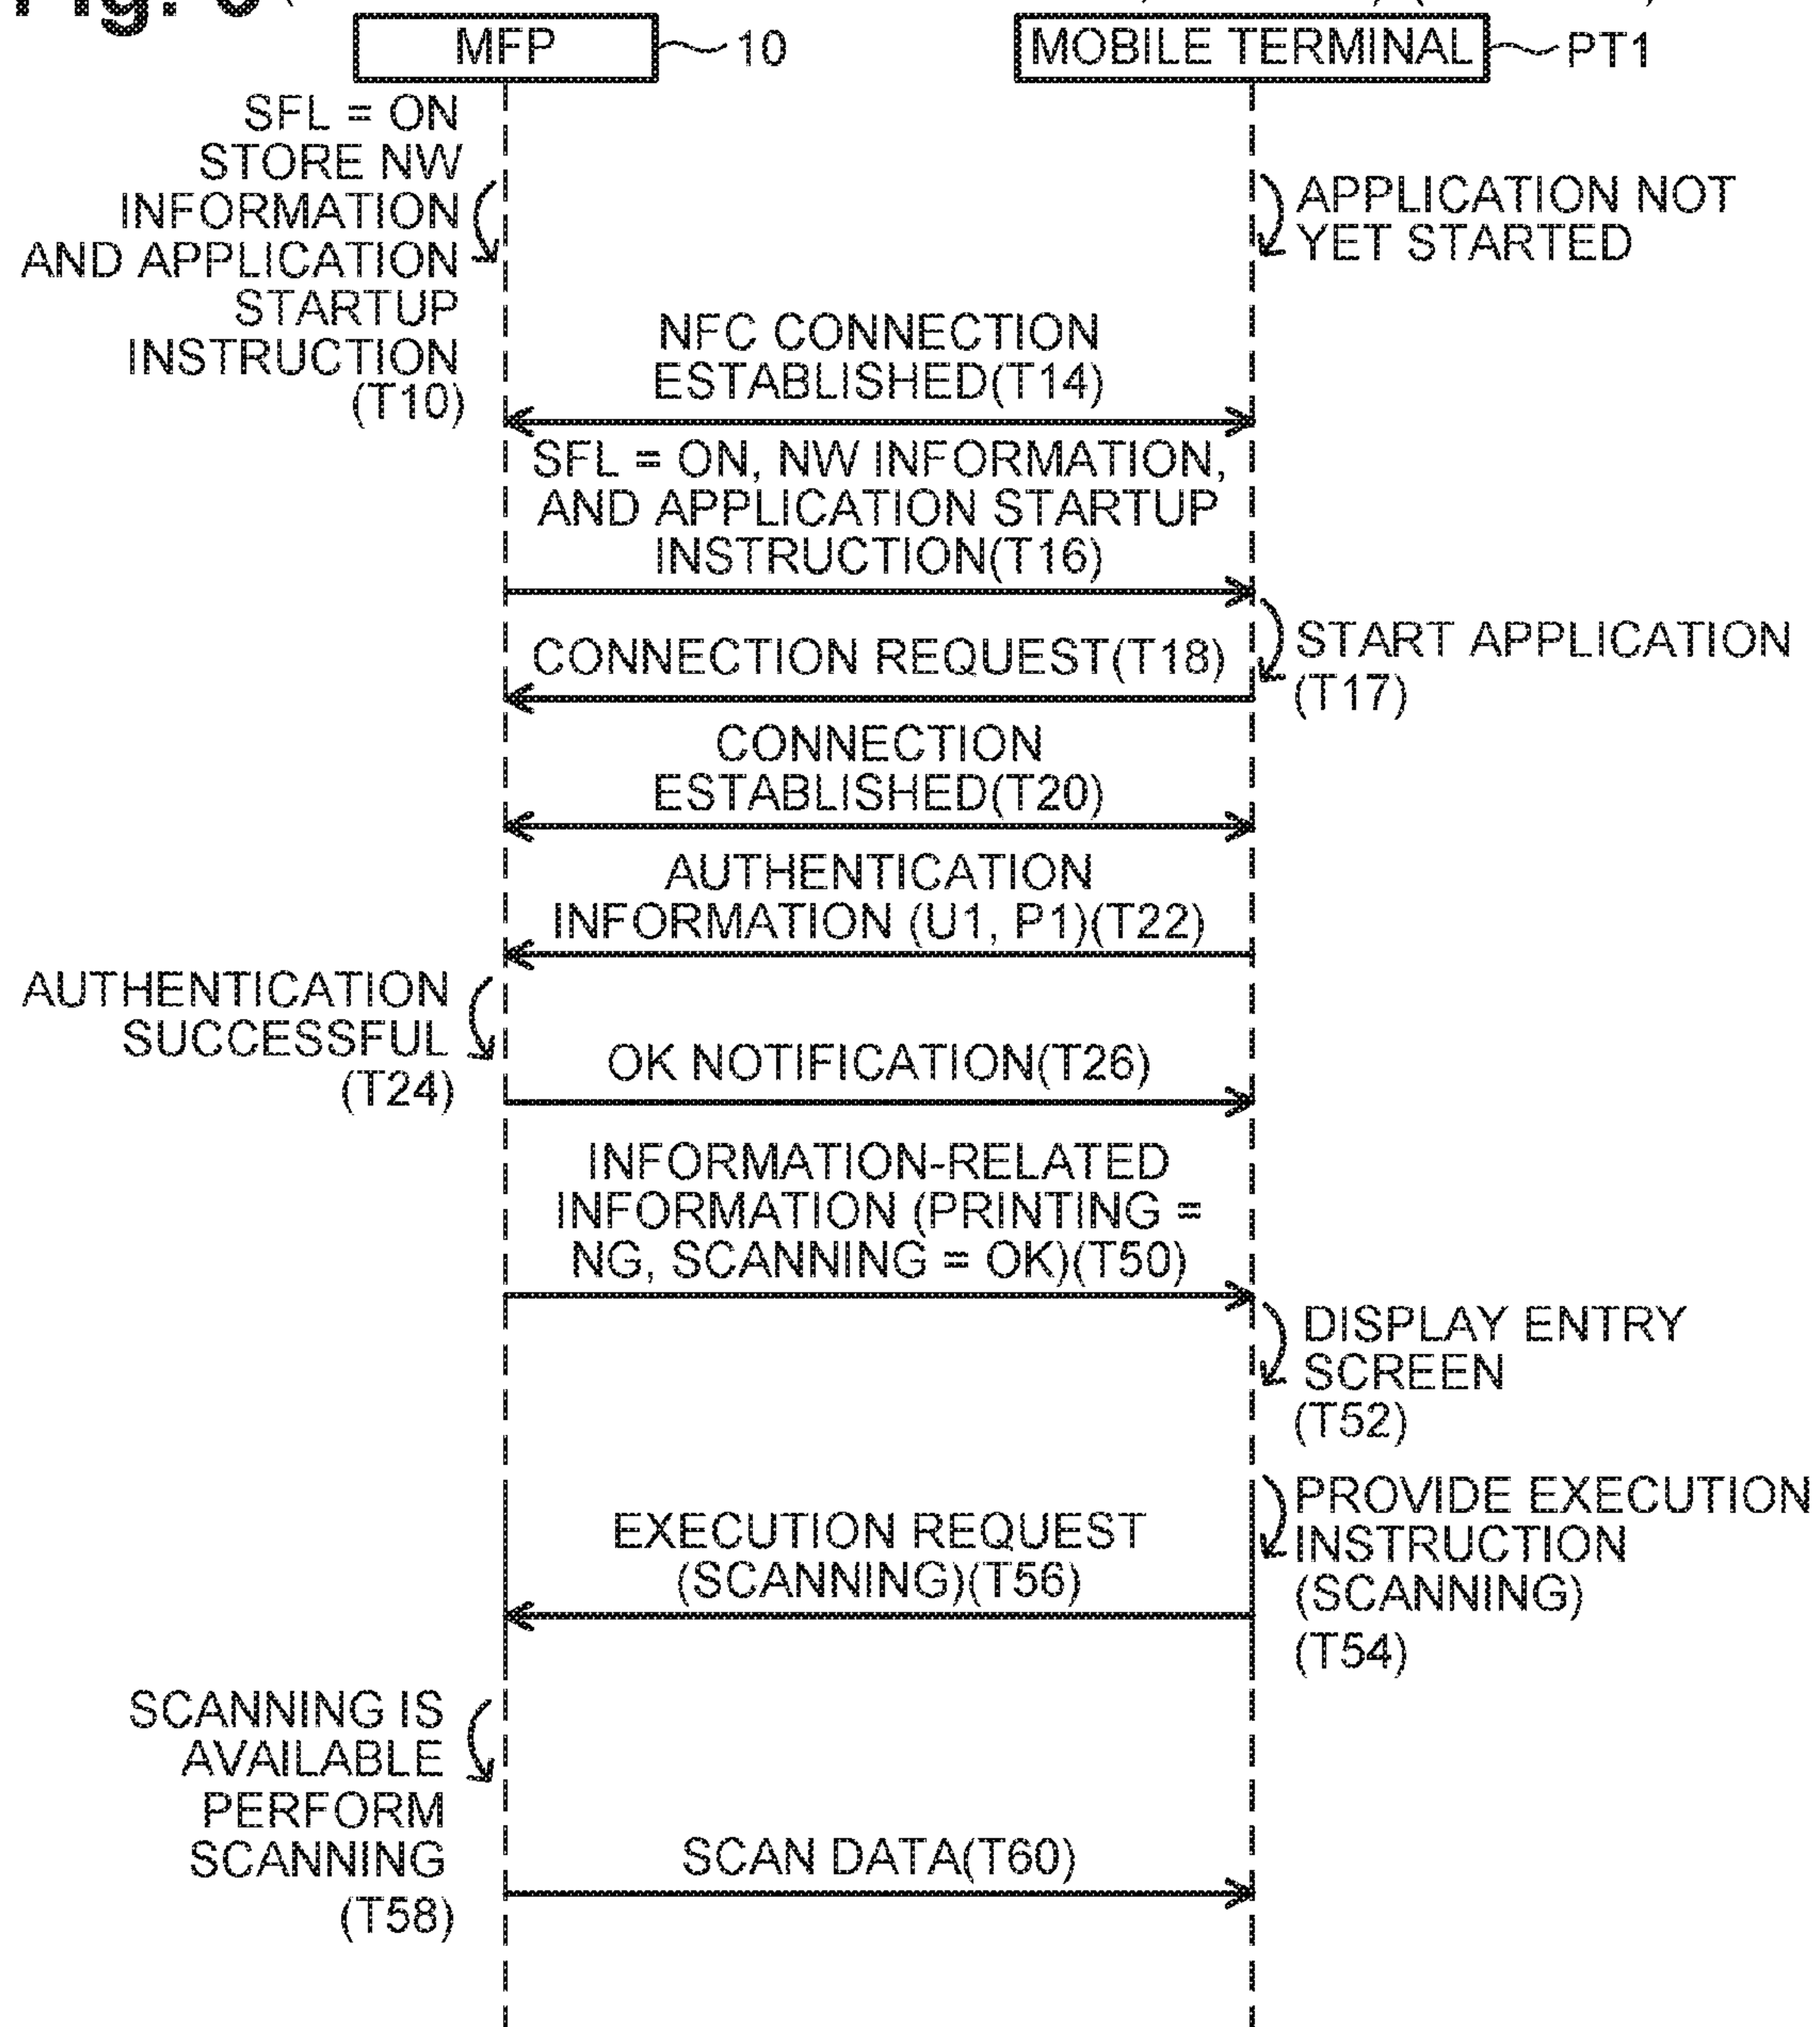 Fig.
MFP
10
MOBILE TERMINAL
PT1
SFL = ON
STORE NW
INFORMATION
AND APPLICATION
STARTUP
INSTRUCTION
(T10)
APPLICATION NOT
YET STARTED
NFC CONNECTION
ESTABLISHED(T14)
SFL = ON, NW INFORMATION,
AND APPLICATION STARTUP
INSTRUCTION(T16)
START APPLICATION
(T17)
CONNECTION REQUEST(T18)
CONNECTION
ESTABLISHED(T20)
AUTHENTICATION
INFORMATION (U1, P1)(T22)
AUTHENTICATION
SUCCESSFUL
(T24)
OK NOTIFICATION(T26)
INFORMATION-RELATED
INFORMATION (PRINTING =
NG, SCANNING = OK)(T50)
DISPLAY ENTRY
SCREEN
(T52)
PROVIDE EXECUTION
INSTRUCTION
(SCANNING)
(T54)
EXECUTION REQUEST
(SCANNING)(T56)
SCANNING IS
AVAILABLE
PERFORM
SCANNING
(T58)
SCAN DATA(T60)